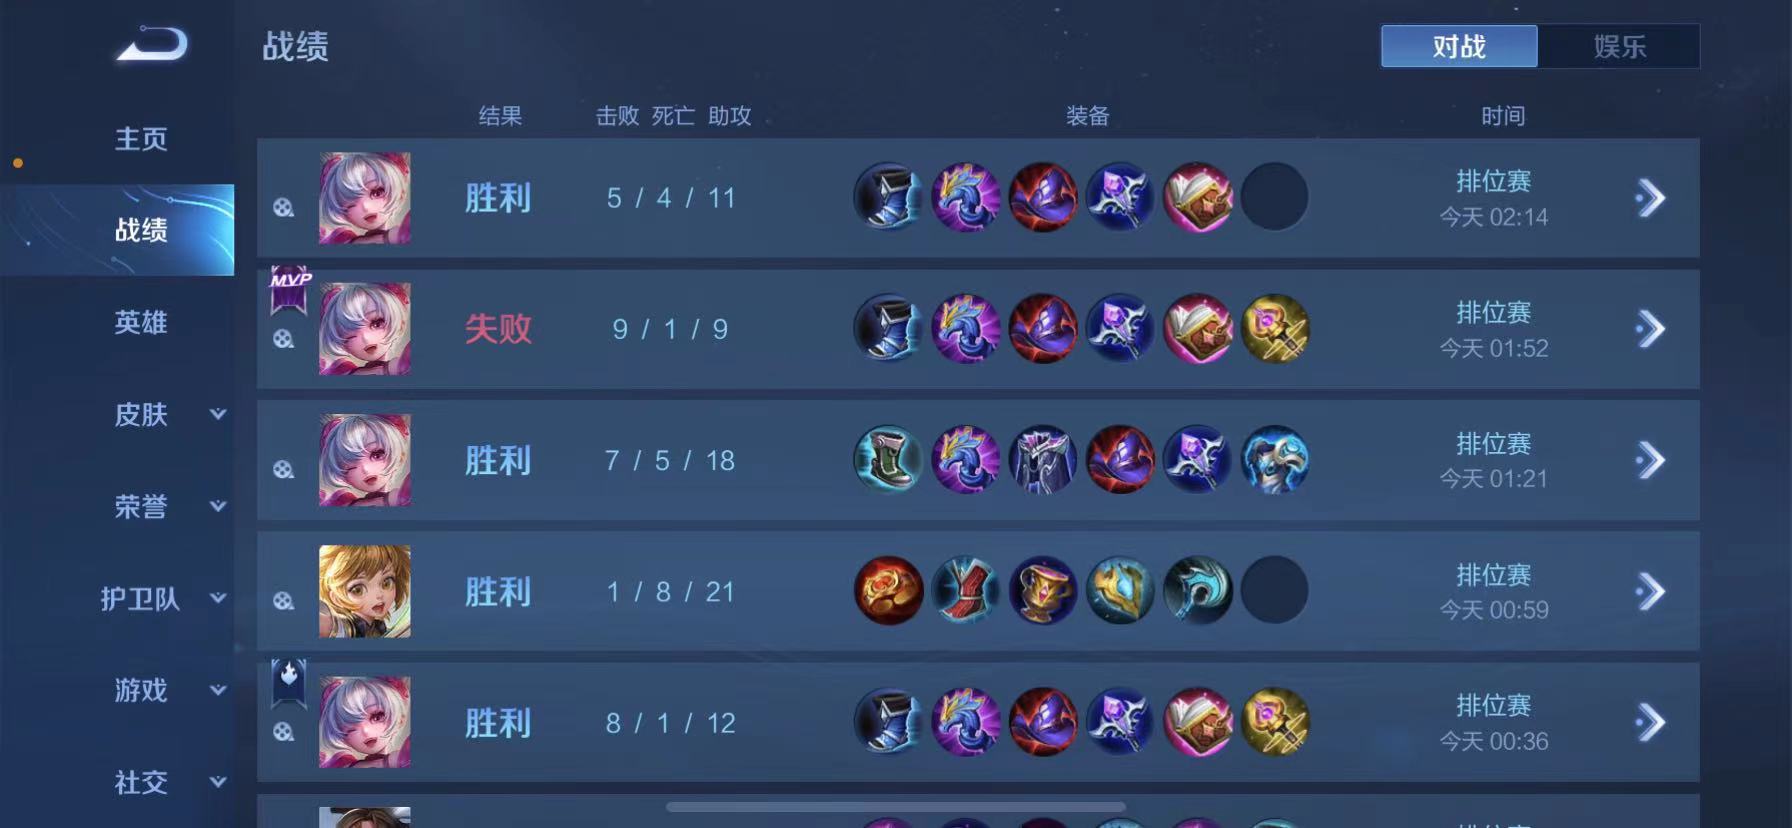 战绩
对战 娱乐
主页
战绩
英雄
皮肤
荣誉
护卫队
游戏
社交
结果 击败 死亡 助攻 装备 时间
胜利 5 / 4 / 11 排位赛
今天 02:14
MVP
失败 9 / 1 / 9 排位赛
今天 01:52
胜利 7 / 5 / 18 排位赛
今天 01:21
胜利 1 / 8 / 21 排位赛
今天 00:59
胜利 8 / 1 / 12 排位赛
今天 00:36